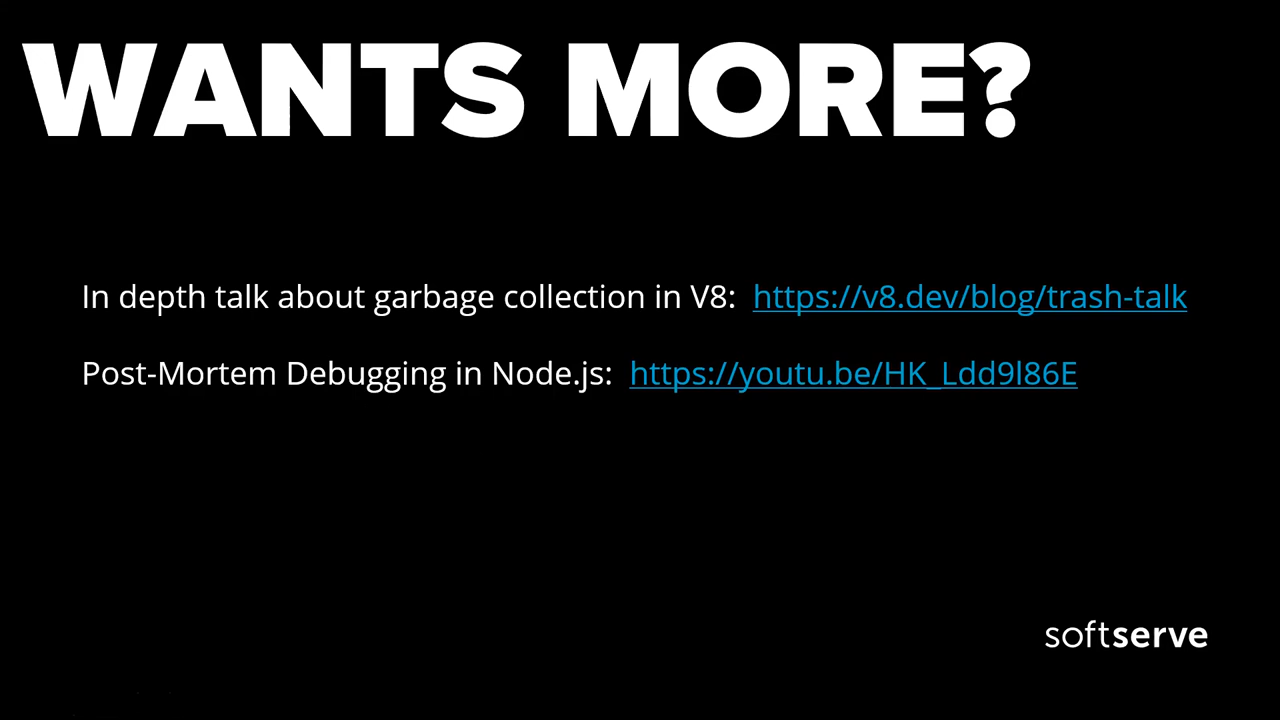 WANTS MORE?
In depth talk about garbage collection in V8: https://v8.dev/blog/trash-talk
Post-Mortem Debugging in Node.js: https://youtu.be/HK_Ldd9l86E
softserve